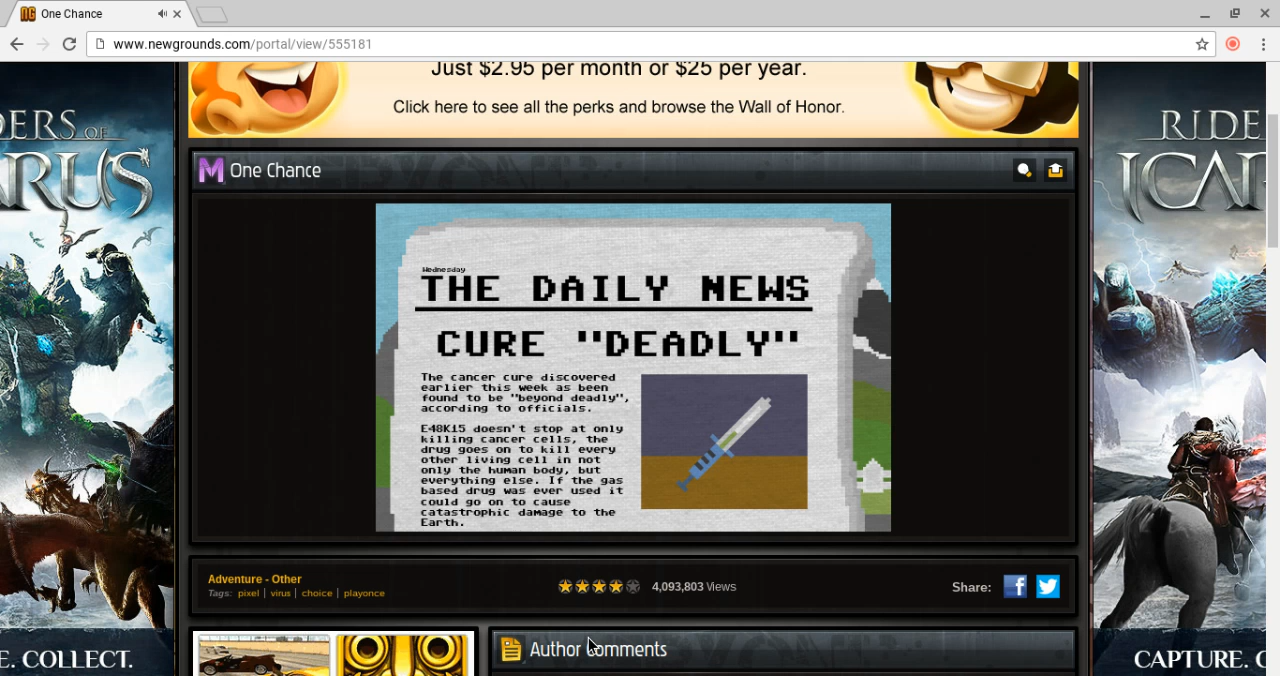 One Chance
www.newgrounds.com/portal/view/555181
Just $2.95 per month or $25 per year.
Click here to see all the perks and browse the Wall of Honor.
DERS OF
ARUS
RIDE
ICAR
M One Chance
Wednesday
THE DAILY NEWS
CURE "DEADLY"
The cancer cure discovered
earlier this week as been
found to be "beyond deadly",
according to officials.
E48K15 doesn't stop at only
killing cancer cells, the
drug goes on to kill every
other living cell in not
only the human body, but
everything else. If the gas
based drug was ever used it
could go on to cause
catastrophic damage to the
Earth.
Adventure - Other
Tags: pixel | virus | choice | playonce
4,093,803 Views
Share:
Author Comments
E. COLLECT.
CAPTURE. C